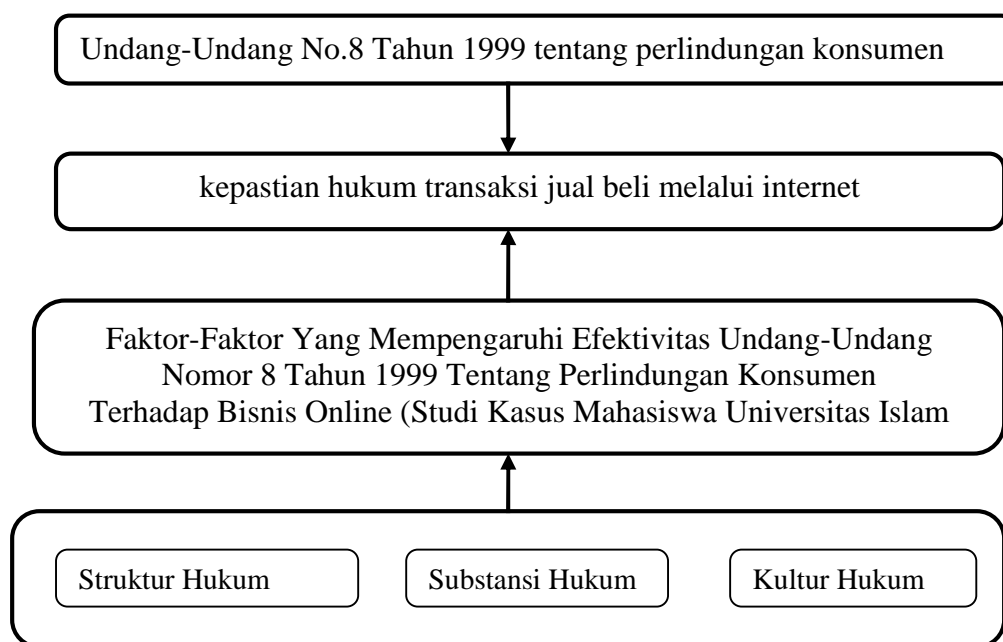 Undang-Undang No.8 Tahun 1999 tentang perlindungan konsumen
kepastian hukum transaksi jual beli melalui internet
Faktor-Faktor Yang Mempengaruhi Efektivitas Undang-Undang
Nomor 8 Tahun 1999 Tentang Perlindungan Konsumen
Terhadap Bisnis Online (Studi Kasus Mahasiswa Universitas Islam
Struktur Hukum
Substansi Hukum
Kultur Hukum